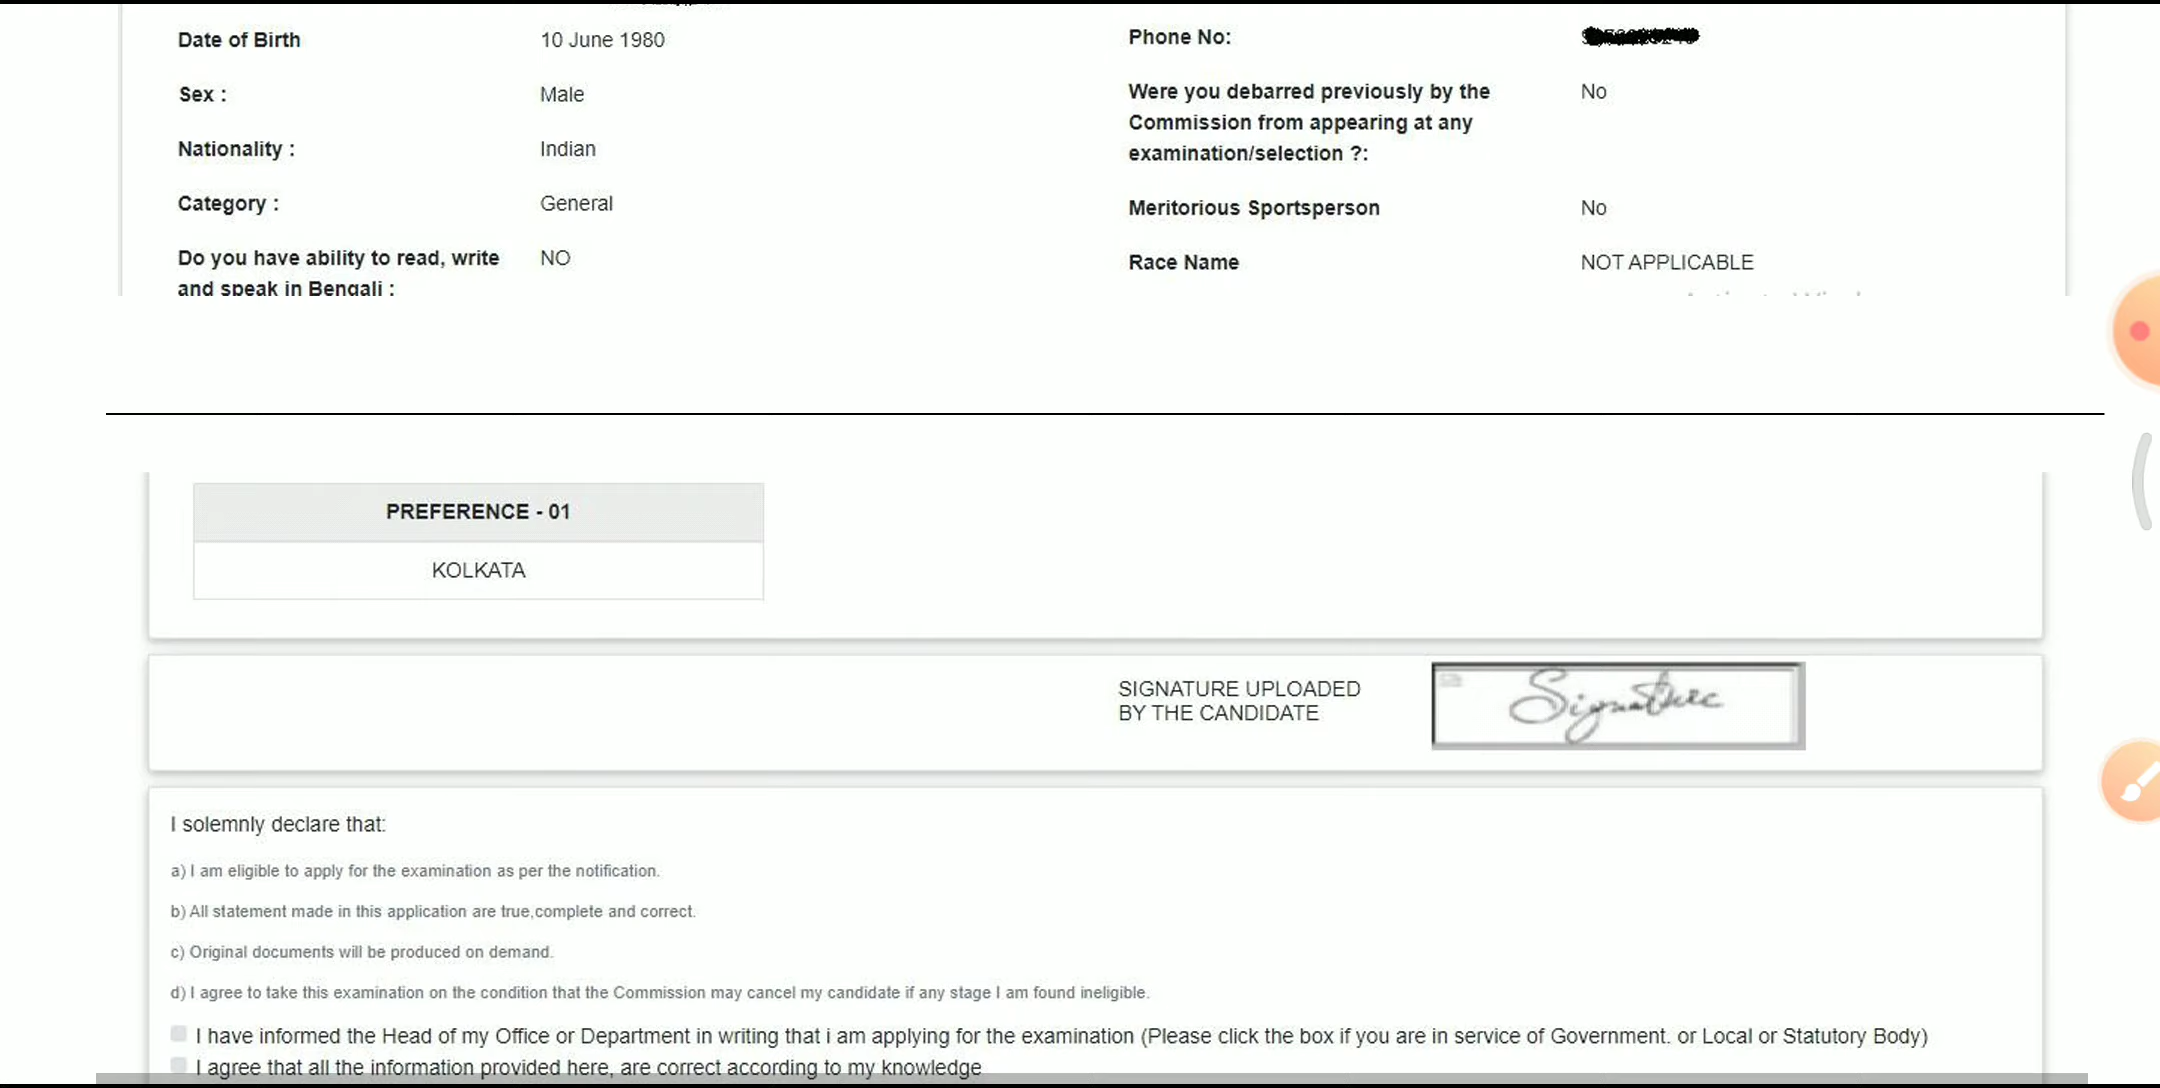 Date of Birth 10 June 1980
Phone No:
Sex : Male
Were you debarred previously by the No
Commission from appearing at any
examination/selection ?:
Nationality : Indian
Category : General
Meritorious Sportsperson No
Do you have ability to read, write NO
and speak in Bengali :
Race Name NOT APPLICABLE
PREFERENCE - 01
KOLKATA
SIGNATURE UPLOADED
BY THE CANDIDATE
Signature
I solemnly declare that:
a) I am eligible to apply for the examination as per the notification.
b) All statement made in this application are true,complete and correct.
c) Original documents will be produced on demand.
d) I agree to take this examination on the condition that the Commission may cancel my candidate if any stage I am found ineligible.
I have informed the Head of my Office or Department in writing that i am applying for the examination (Please click the box if you are in service of Government. or Local or Statutory Body)
I agree that all the information provided here, are correct according to my knowledge